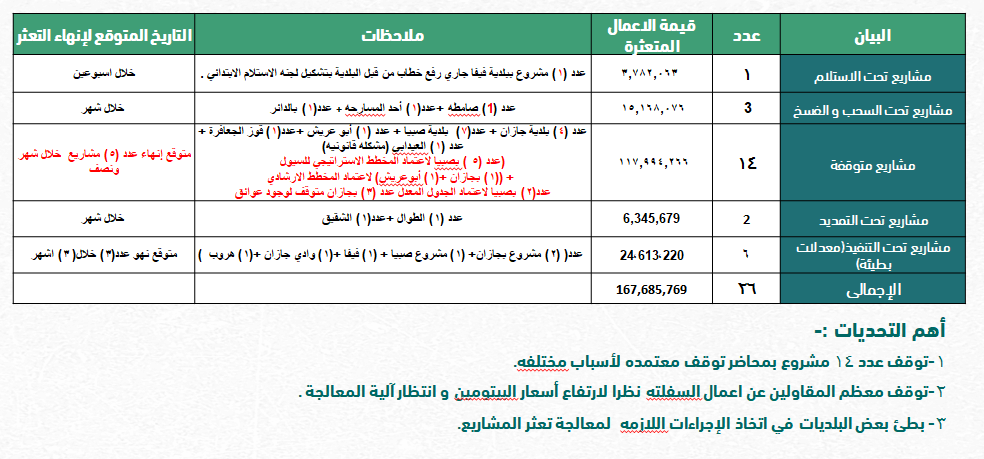 البيان	عدد	قيمة الاعمال المتعثرة	ملاحظات	التاريخ المتوقع لإنهاء التعثر
مشاريع تحت الاستلام	١	٣,٧٨٢,٠٦٣	عدد (١) مشروع ببلدية فيفا جاري رفع خطاب من قبل البلدية بتشكيل لجنه الاستلام الابتدائي .	خلال اسبوعين
مشاريع تحت السحب و الفسخ	3	١٥,١٦٨,٠٧٦	عدد (1) صامطه +عدد(١) أحد المسارحه + عدد(١) بالدائر	خلال شهر
مشاريع متوقفة	١٤	١١٧,٩٩٤,٢٦٦	عدد (٤) بلدية جازان + عدد(٧) بلدية صبيا + عدد (١) أبو عريش +عدد(١) قوز الجعافرة +
عدد (١) العيدابي (مشكله قانونيه)
(عدد (٥ ) بصبيا لاعتماد المخطط الاستراتيجي للسيول
+ ((١) بجازان +(١) أبوعريش) لاعتماد المخطط الارشادي
عدد(٢) بصبيا لاعتماد الجدول المعدل عدد (٣) بجازان متوقف لوجود عوائق	متوقع إنهاء عدد (٥) مشاريع خلال شهر
ونصف
مشاريع تحت التمديد	2	6,345,679	عدد (١) الطوال +عدد(١) الشقيق	خلال شهر
مشاريع تحت التنفيذ(معدلات بطيئة)	٦	24،613،220	عدد( (٢) مشروع بجازان+ (١) مشروع صبيا + (١) فيفا +(١) وادي جازان +(١) هروب )	متوقع نهو عدد(٣) خلال( ٣) اشهر
الإجمالى	٢٦	167,685,769
أهم التحديات :-
١-توقف عدد ١٤ مشروع بمحاضر توقف معتمده لأسباب مختلفه.
٢-توقف معظم المقاولين عن اعمال السفلته نظرا لارتفاع أسعار البيتومين و انتظار آلية المعالجة .
٣- بطئ بعض البلديات في اتخاذ الإجراءات اللازمه لمعالجة تعثر المشاريع.